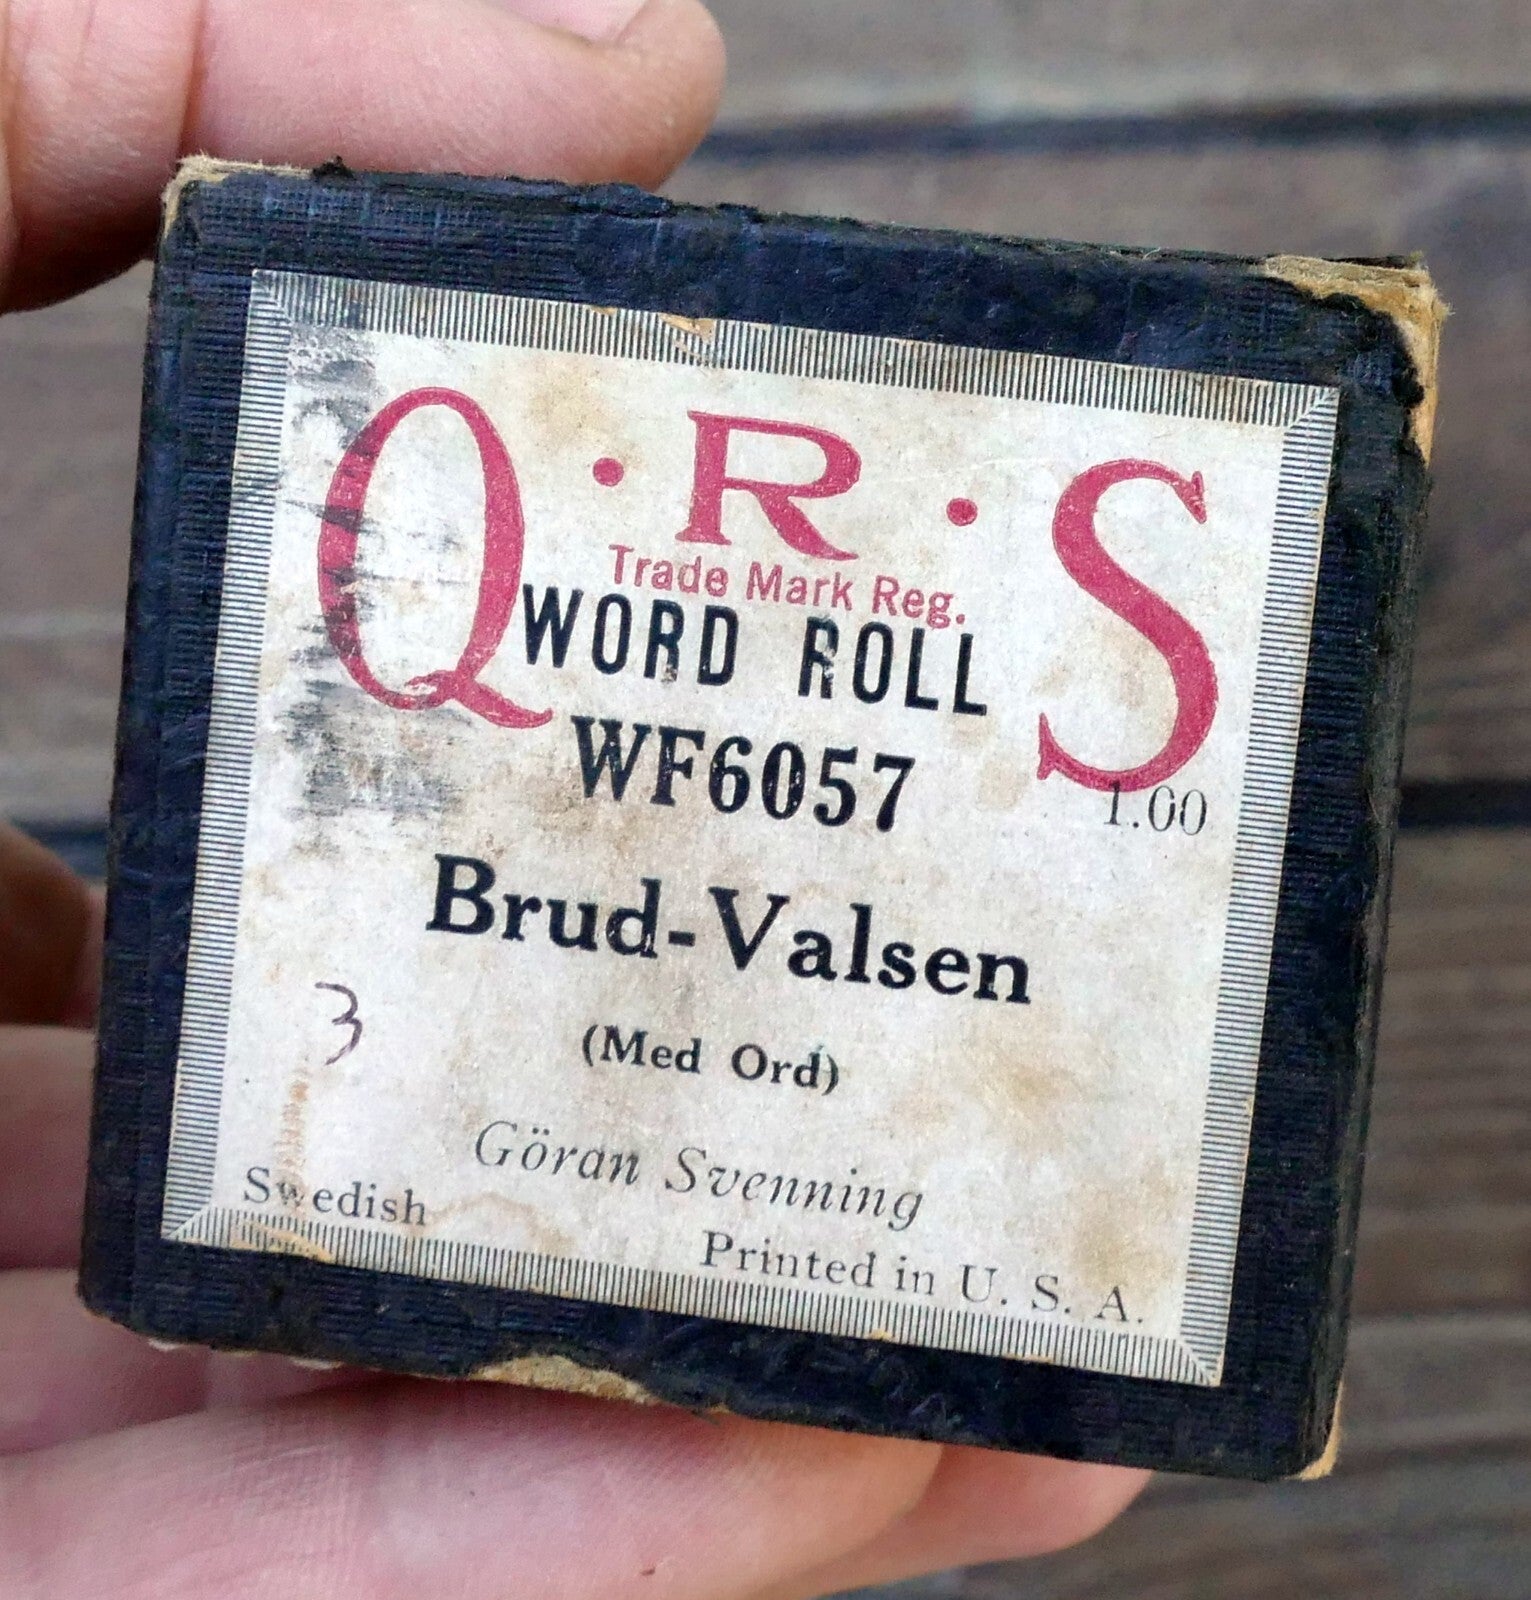 Q·R·S
Trade Mark Reg.
WORD ROLL
WF6057
1.00
Brud-Valsen
3
(Med Ord)
Göran Svenning
Swedish
Printed in U. S. A.